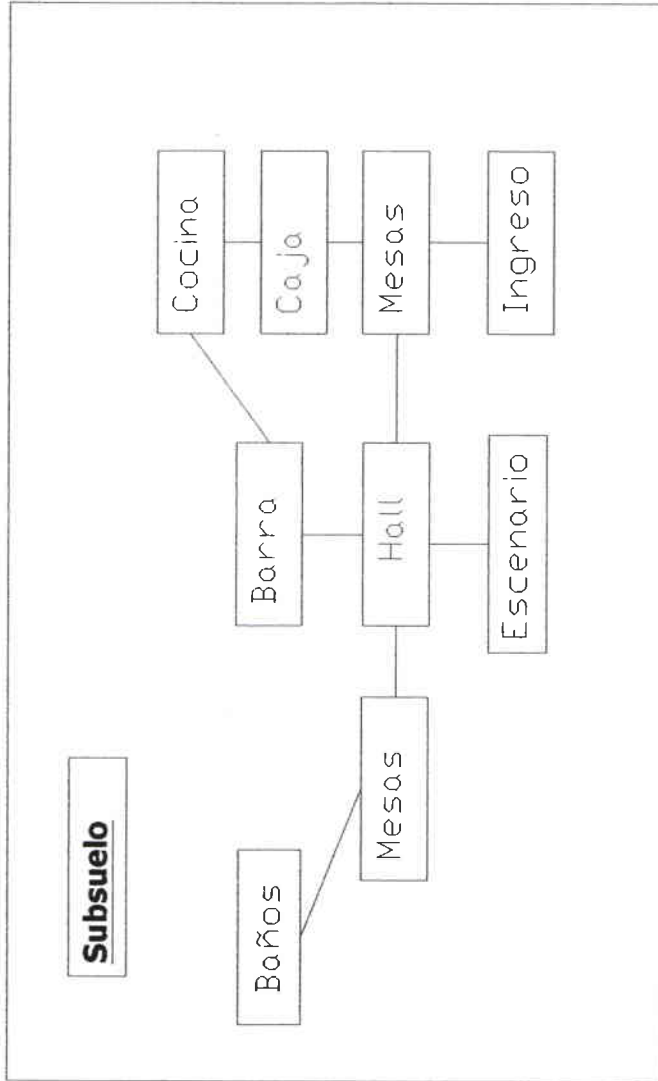 Subsuelo
Cocina
Barra
Caja
Baños
Mesas
Hall
Mesas
Escenario
Ingreso